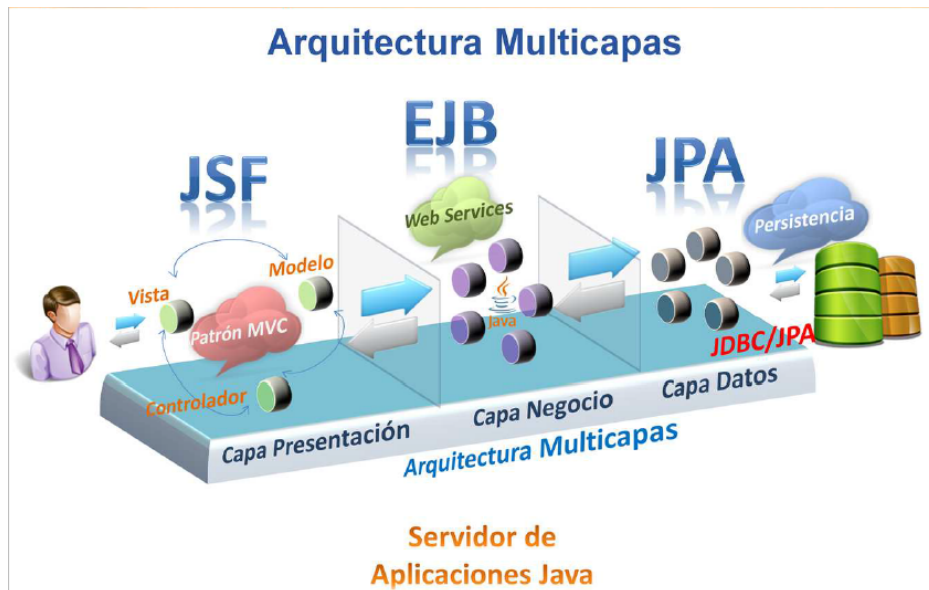 Arquitectura Multicapas
JSF
EJB
JPA
Web Services
Persistencia
Vista
Modelo
Patrón MVC
Controlador
Java
JDBC/JPA
Capa Presentación
Capa Negocio
Capa Datos
Arquitectura Multicapas
Servidor de
Aplicaciones Java